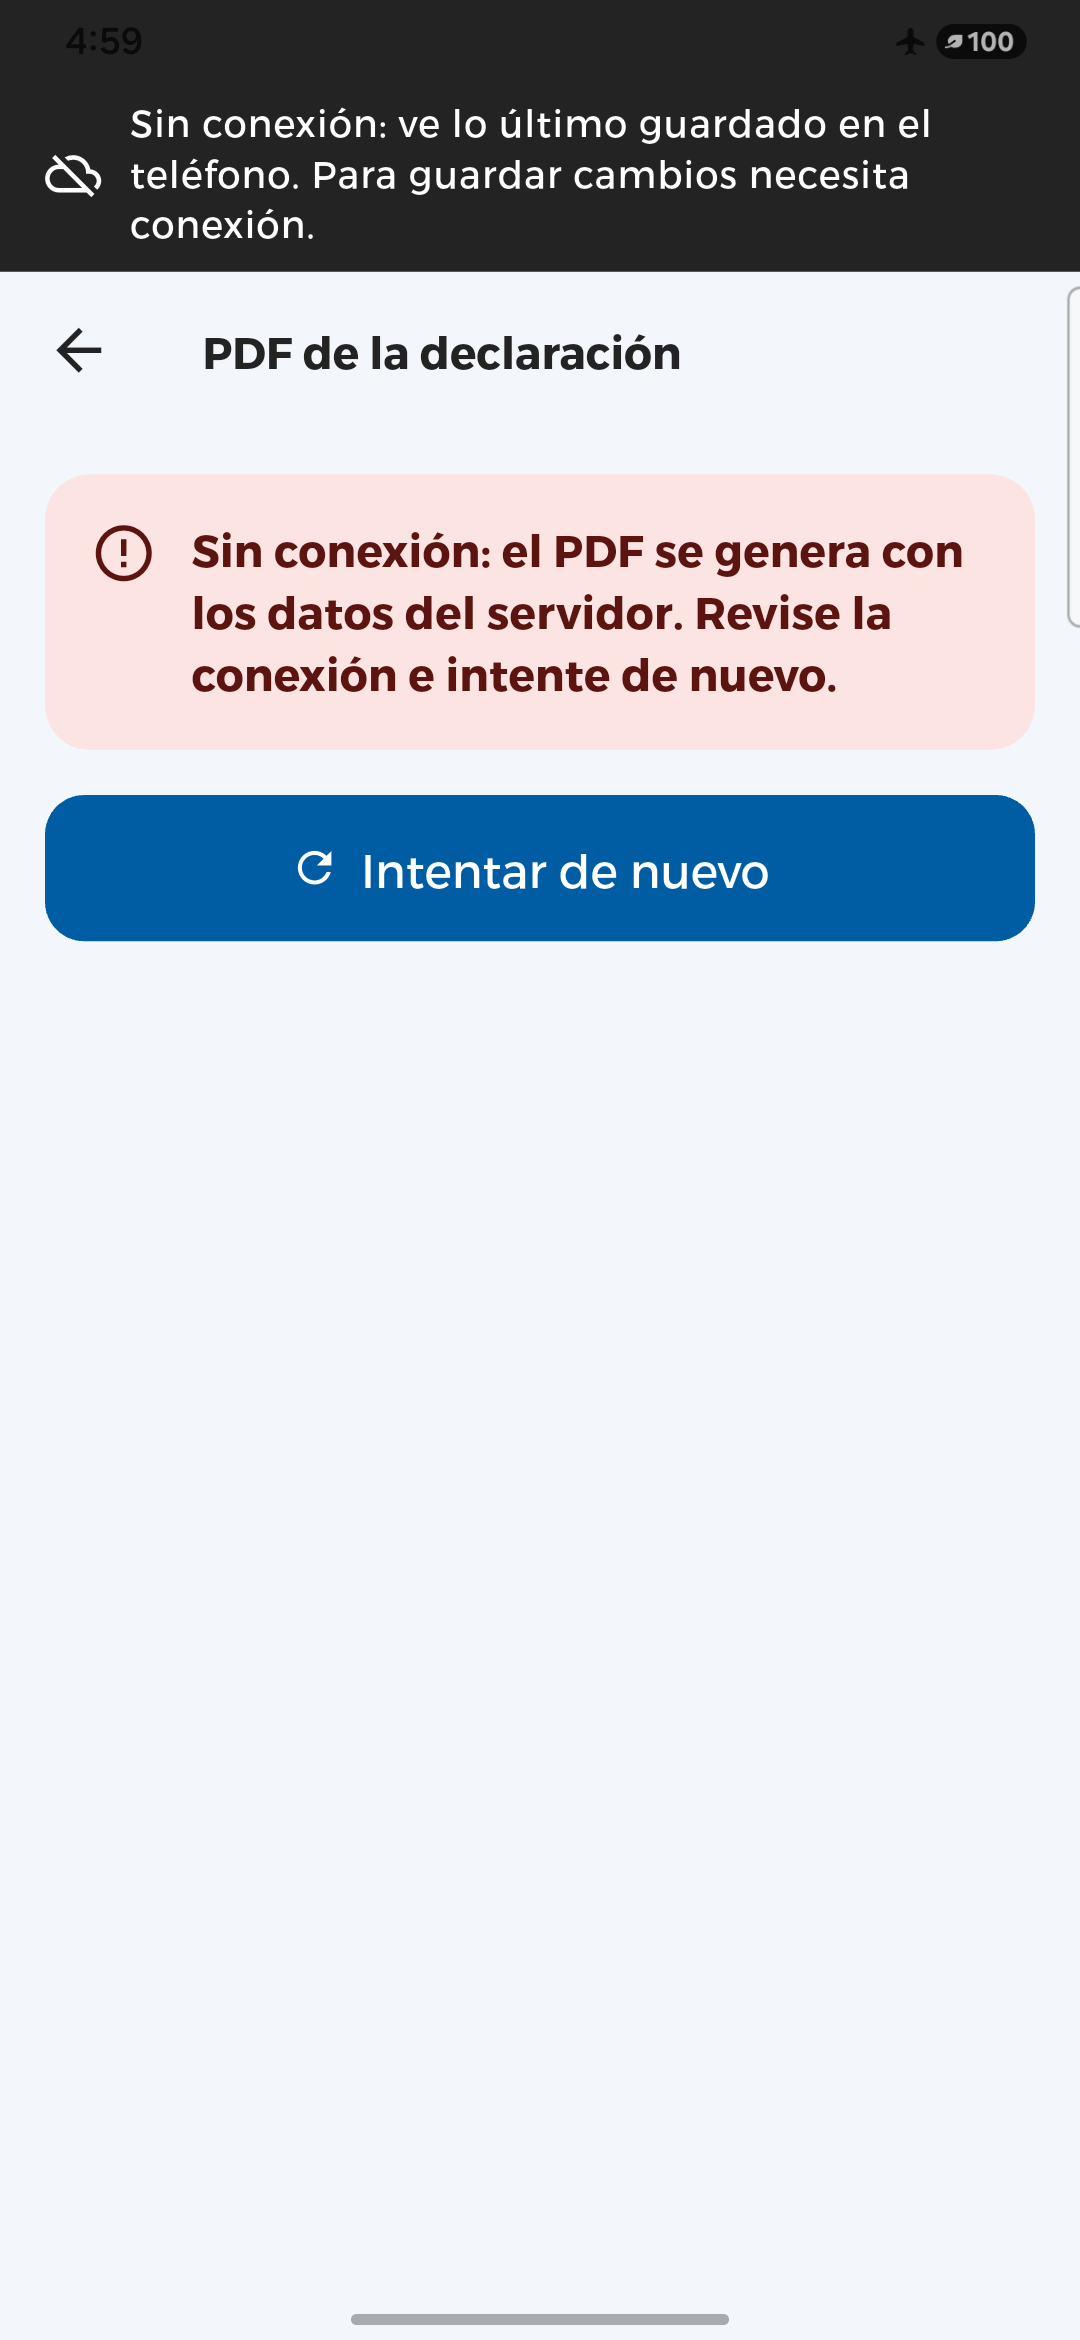 4:59
100
Sin conexión: ve lo último guardado en el
teléfono. Para guardar cambios necesita
conexión.
PDF de la declaración
Sin conexión: el PDF se genera con
los datos del servidor. Revise la
conexión e intente de nuevo.
Intentar de nuevo